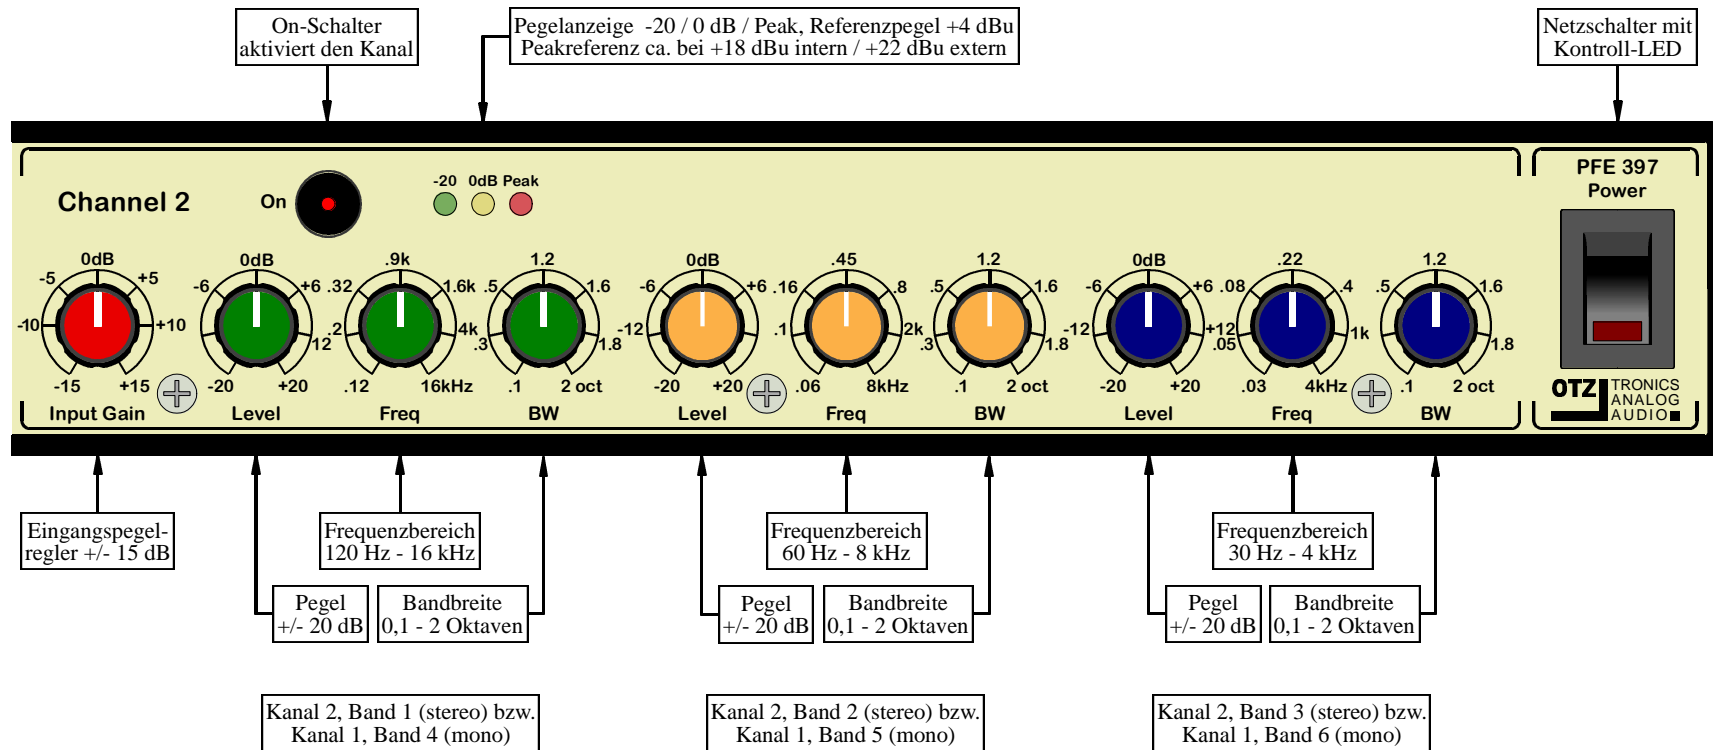 On-Schalter
aktiviert den Kanal
Pegelanzeige -20 / 0 dB / Peak, Referenzpegel +4 dBu
Peakreferenz ca. bei +18 dBu intern / +22 dBu extern
Netzschalter mit
Kontroll-LED
Channel 2
On
-20 0dB Peak
PFE 397
Power
0dB
-5 +5
-10 +10
-15 +15
Input Gain
0dB
-6 +6
12
-20 +20
Level
.9k
.32 1.6k
.2 4k
.12 16kHz
Freq
1.2
.5 1.6
.3 1.8
.1 2 oct
BW
0dB
-6 +6
-12
-20 +20
Level
.45
.16 .8
.1 2k
.06 8kHz
Freq
1.2
.5 1.6
.3 1.8
.1 2 oct
BW
0dB
-6 +6
-12 +12
-20 +20
Level
.22
.08 .4
.05 1k
.03 4kHz
Freq
1.2
.5 1.6
1.8
.1 2 oct
BW
OTZ TRONICS
ANALOG
AUDIO
Eingangspegel-
regler +/- 15 dB
Frequenzbereich
120 Hz - 16 kHz
Frequenzbereich
60 Hz - 8 kHz
Frequenzbereich
30 Hz - 4 kHz
Pegel
+/- 20 dB
Bandbreite
0,1 - 2 Oktaven
Pegel
+/- 20 dB
Bandbreite
0,1 - 2 Oktaven
Pegel
+/- 20 dB
Bandbreite
0,1 - 2 Oktaven
Kanal 2, Band 1 (stereo) bzw.
Kanal 1, Band 4 (mono)
Kanal 2, Band 2 (stereo) bzw.
Kanal 1, Band 5 (mono)
Kanal 2, Band 3 (stereo) bzw.
Kanal 1, Band 6 (mono)